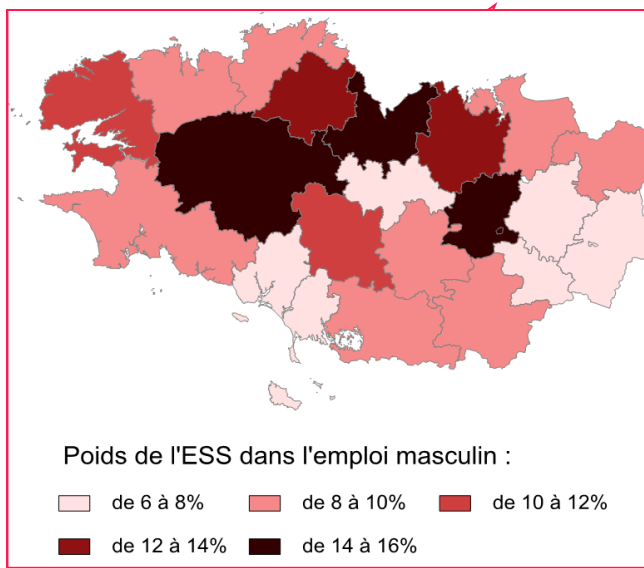 Poids de l'ESS dans l'emploi masculin :
de 6 à 8% de 8 à 10% de 10 à 12%
de 12 à 14% de 14 à 16%